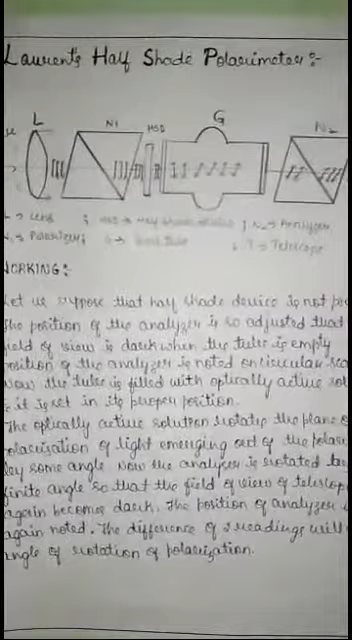 Laurent's Half Shade Polarimeter :-
L N1 HSD G N2
L → Lens ; HSD → Half shade device ; N2 → Analyzer
N1 → Polarizer ; G → Glass Tube ; T → Telescope
WORKING :-
Let us suppose that half shade device is not
The position of the analyzer is so adjusted that
field of view is dark when the tube is empty
position of the analyzer is noted on circular
Now the tube is filled with optically active
& it is set in its proper position.
The optically active solution rotates the plane
polarization of light emerging out of the
by some angle Now the analyser is rotated
finite angle so that the field of view of
again becomes dark. The position of analyzer
again noted. The difference of 2 readings will
angle of rotation of polarization.